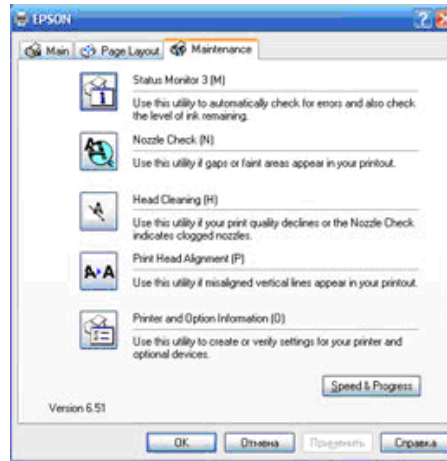 EPSON
Main Page Layout Maintenance
Status Monitor 3 (M)
Use this utility to automatically check for errors and also check
the level of ink remaining.
Nozzle Check (N)
Use this utility if gaps or faint areas appear in your printout.
Head Cleaning (H)
Use this utility if your print quality declines or the Nozzle Check
indicates clogged nozzles.
Print Head Alignment (P)
Use this utility if misaligned vertical lines appear in your printout.
Printer and Option Information (O)
Use this utility to create or verify settings for your printer and
optional devices.
Speed & Progress
Version 6.51
OK Отмена Применить Справка